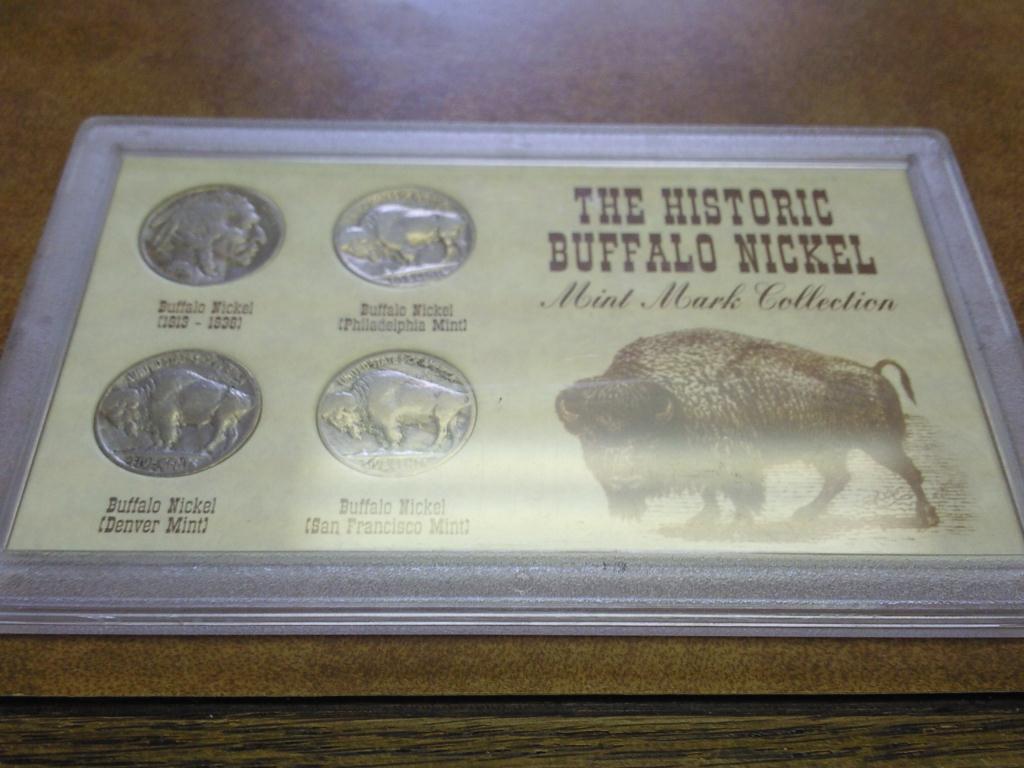 THE HISTORIC
BUFFALO NICKEL
Mint Mark Collection
Buffalo Nickel
(1913 - 1938)
Buffalo Nickel
(Philadelphia Mint)
Buffalo Nickel
(Denver Mint)
Buffalo Nickel
(San Francisco Mint)